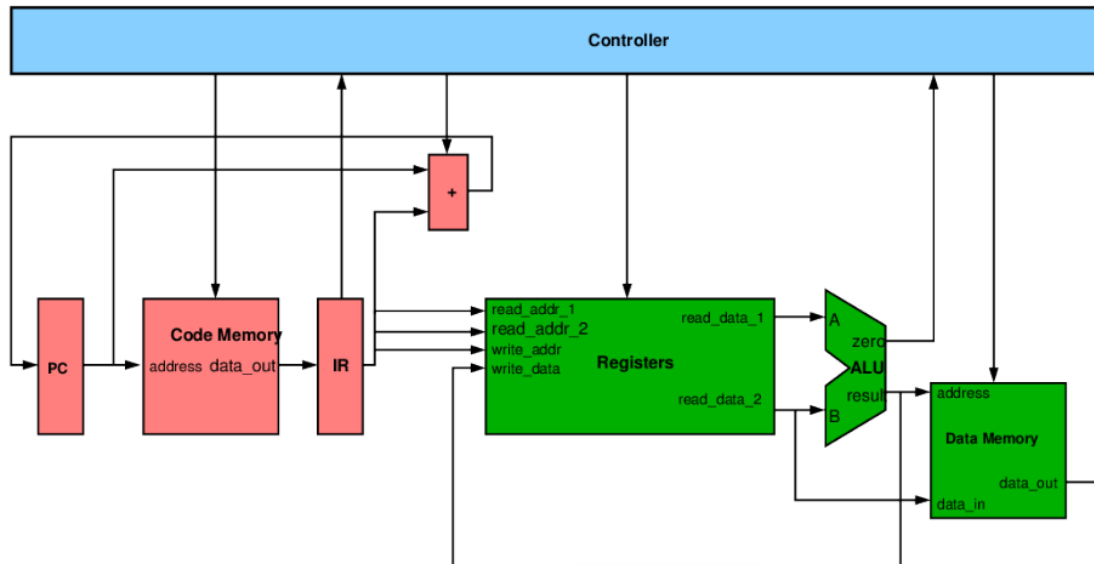 Controller
+
PC
Code Memory
address data_out
IR
read_addr_1
read_addr_2
write_addr
write_data
Registers
read_data_1
read_data_2
A
zero
ALU
result
B
address
Data Memory
data_out
data_in